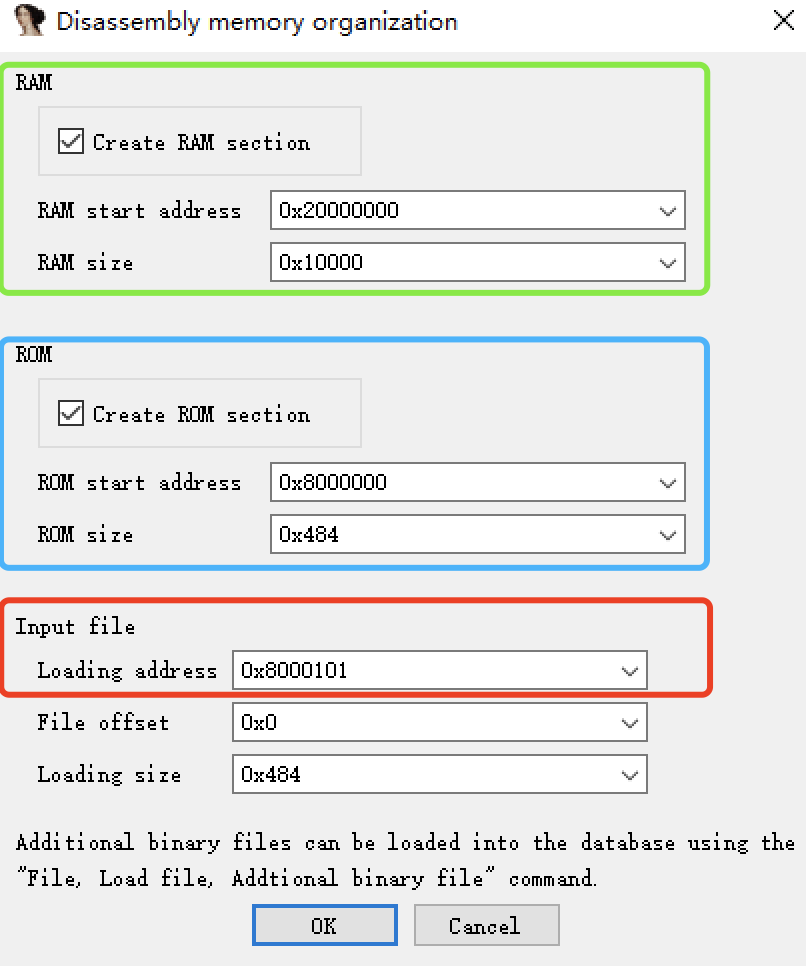 Disassembly memory organization
RAM
Create RAM section
RAM start address 0x20000000
RAM size 0x10000
ROM
Create ROM section
ROM start address 0x8000000
ROM size 0x484
Input file
Loading address 0x8000101
File offset 0x0
Loading size 0x484
Additional binary files can be loaded into the database using the
"File, Load file, Addtional binary file" command.
OK Cancel